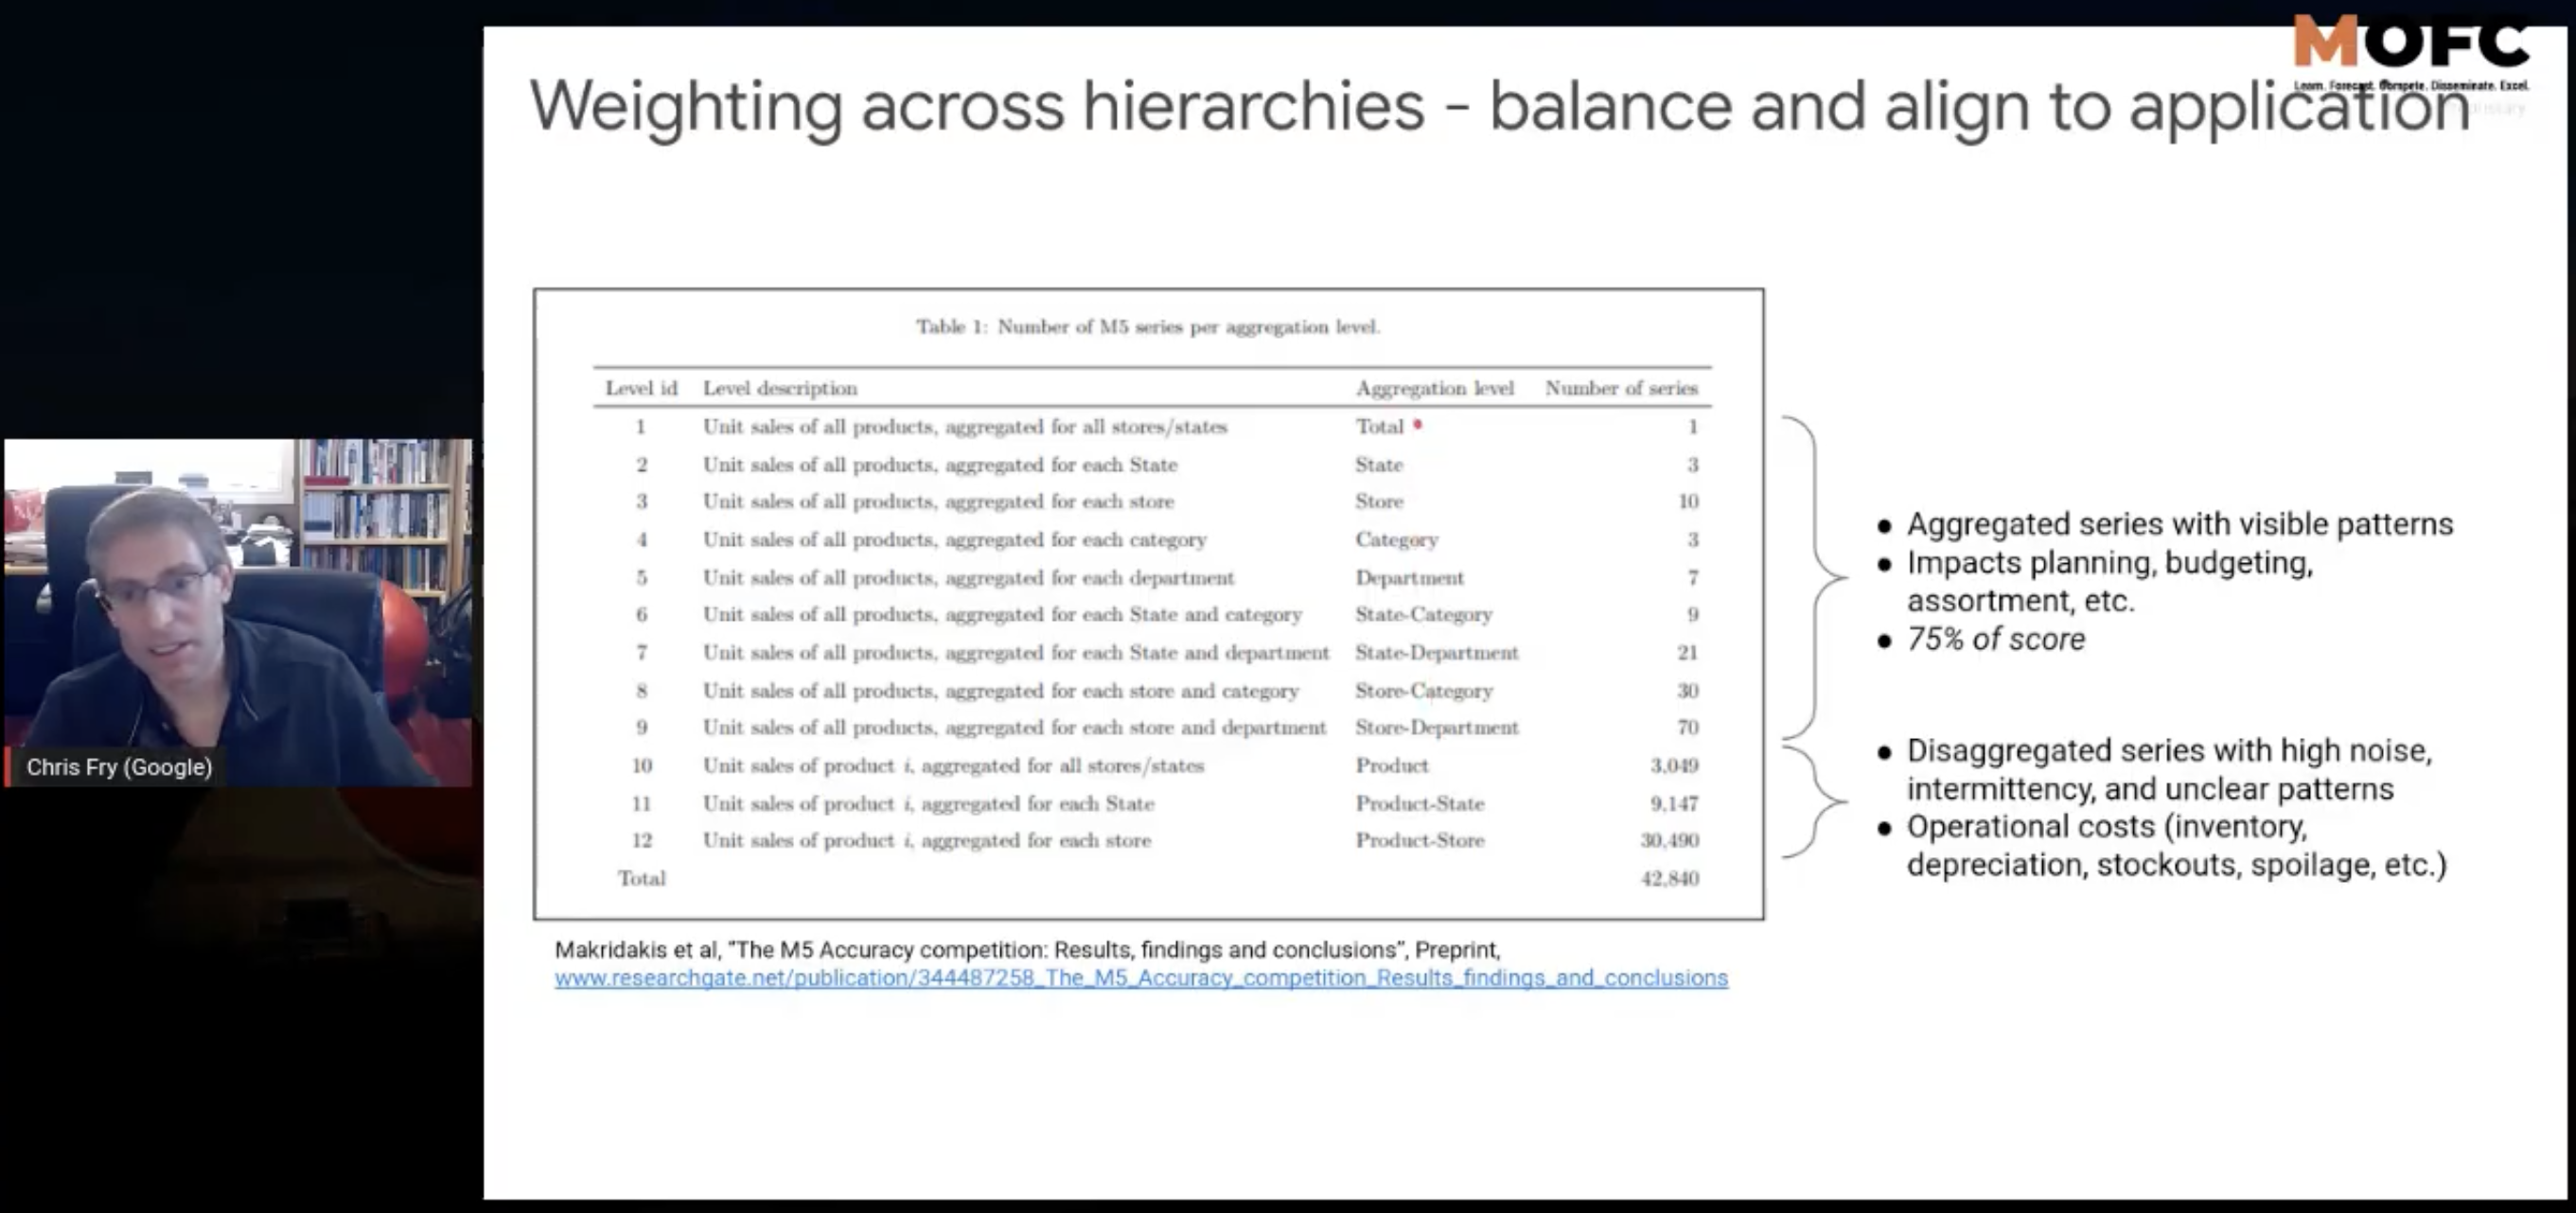 MOFC
Learn. Forecast. Compete. Disseminate. Excel.
Weighting across hierarchies - balance and align to application
Table 1: Number of M5 series per aggregation level.
Level id Level description Aggregation level Number of series
1 Unit sales of all products, aggregated for all stores/states Total 1
2 Unit sales of all products, aggregated for each State State 3
3 Unit sales of all products, aggregated for each store Store 10
4 Unit sales of all products, aggregated for each category Category 3
5 Unit sales of all products, aggregated for each department Department 7
6 Unit sales of all products, aggregated for each State and category State-Category 9
7 Unit sales of all products, aggregated for each State and department State-Department 21
8 Unit sales of all products, aggregated for each store and category Store-Category 30
9 Unit sales of all products, aggregated for each store and department Store-Department 70
10 Unit sales of product i, aggregated for all stores/states Product 3,049
11 Unit sales of product i, aggregated for each State Product-State 9,147
12 Unit sales of product i, aggregated for each store Product-Store 30,490
Total 42,840
● Aggregated series with visible patterns
● Impacts planning, budgeting,
assortment, etc.
● 75% of score
● Disaggregated series with high noise,
intermittency, and unclear patterns
● Operational costs (inventory,
depreciation, stockouts, spoilage, etc.)
Makridakis et al, "The M5 Accuracy competition: Results, findings and conclusions", Preprint,
www.researchgate.net/publication/344487258_The_M5_Accuracy_competition_Results_findings_and_conclusions
Chris Fry (Google)